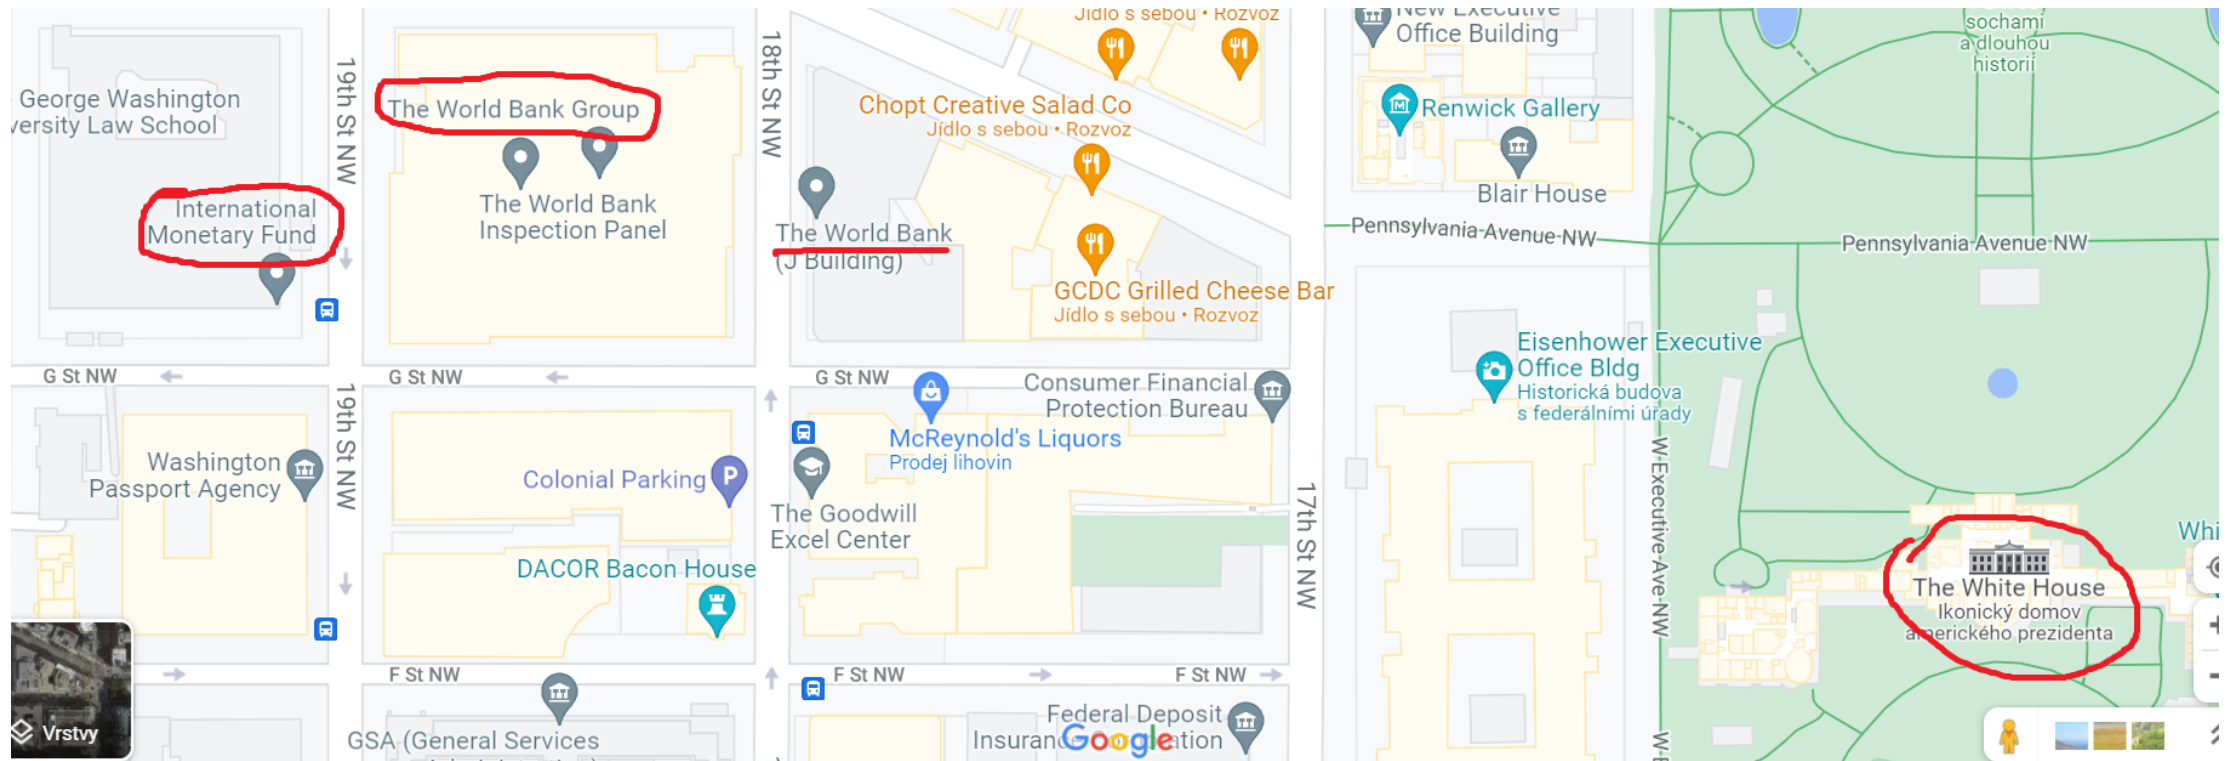 George Washington
versity Law School
19th St NW
The World Bank Group
The World Bank
Inspection Panel
International
Monetary Fund
18th St NW
Jídlo s sebou • Rozvoz
Chopt Creative Salad Co
Jídlo s sebou • Rozvoz
The World Bank
(J Building)
GCDC Grilled Cheese Bar
Jídlo s sebou • Rozvoz
New Executive
Office Building
Renwick Gallery
Blair House
Pennsylvania Avenue NW
Pennsylvania Avenue NW
sochami
a dlouhou
historií
G St NW
G St NW
G St NW
Eisenhower Executive
Office Bldg
Historická budova
s federálními úřady
Consumer Financial
Protection Bureau
McReynold's Liquors
Prodej lihovin
19th St NW
Washington
Passport Agency
Colonial Parking
P
The Goodwill
Excel Center
DACOR Bacon House
17th St NW
W Executive Ave NW
Whi
The White House
Ikonický domov
amerického prezidenta
F St NW
F St NW
F St NW
Vrstvy
GSA (General Services
Federal Deposit
Insurance
Google
W E